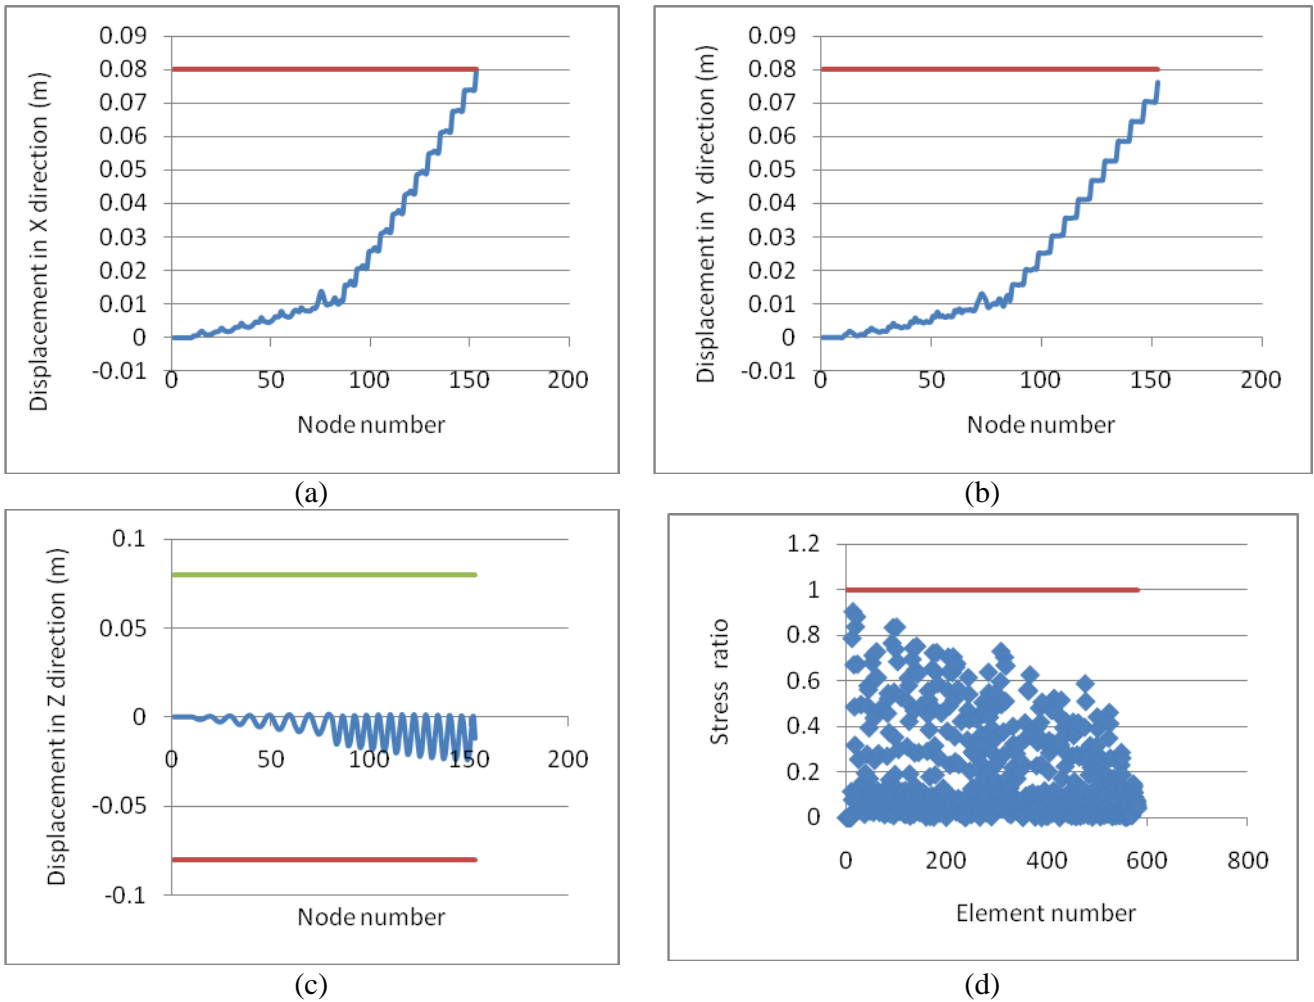 0.09
0.08
0.07
0.06
0.05
0.04
0.03
0.02
0.01
0
-0.01
0 50 100 150 200
Displacement in X direction (m)
Node number
(a)
0.09
0.08
0.07
0.06
0.05
0.04
0.03
0.02
0.01
0
-0.01
0 50 100 150 200
Displacement in Y direction (m)
Node number
(b)
0.1
0.05
0
-0.05
-0.1
0 50 100 150 200
Displacement in Z direction (m)
Node number
(c)
1.2
1
0.8
0.6
0.4
0.2
0
0 200 400 600 800
Stress ratio
Element number
(d)